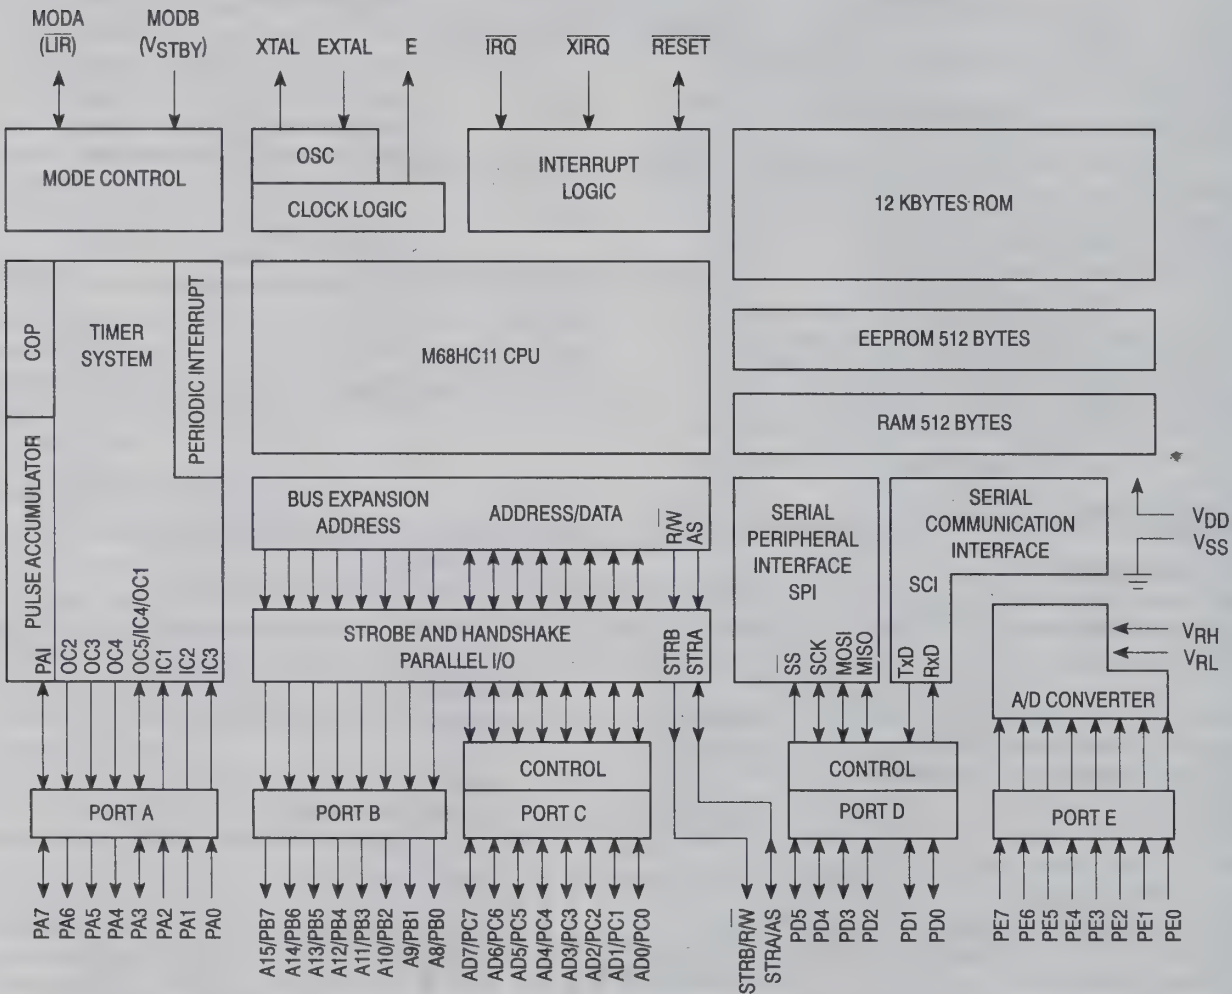 MODA
(LIR)
MODB
(VSTBY)
XTAL
EXTAL
E
IRQ
XIRQ
RESET
MODE CONTROL
OSC
CLOCK LOGIC
INTERRUPT
LOGIC
12 KBYTES ROM
COP
TIMER
SYSTEM
PERIODIC INTERRUPT
M68HC11 CPU
EEPROM 512 BYTES
RAM 512 BYTES
PULSE ACCUMULATOR
PAI
OC2
OC3
OC4
OC5/IC4/OC1
IC1
IC2
IC3
BUS EXPANSION
ADDRESS
ADDRESS/DATA
R/W
AS
STROBE AND HANDSHAKE
PARALLEL I/O
STRB
STRA
SERIAL
PERIPHERAL
INTERFACE
SPI
SS
SCK
MOSI
MISO
SERIAL
COMMUNICATION
INTERFACE
SCI
TxD
RxD
VDD
VSS
VRH
VRL
A/D CONVERTER
CONTROL
CONTROL
PORT A
PORT B
PORT C
PORT D
PORT E
PA7
PA6
PA5
PA4
PA3
PA2
PA1
PA0
A15/PB7
A14/PB6
A13/PB5
A12/PB4
A11/PB3
A10/PB2
A9/PB1
A8/PB0
AD7/PC7
AD6/PC6
AD5/PC5
AD4/PC4
AD3/PC3
AD2/PC2
AD1/PC1
AD0/PC0
STRB/R/W
STRA/AS
PD5
PD4
PD3
PD2
PD1
PD0
PE7
PE6
PE5
PE4
PE3
PE2
PE1
PE0